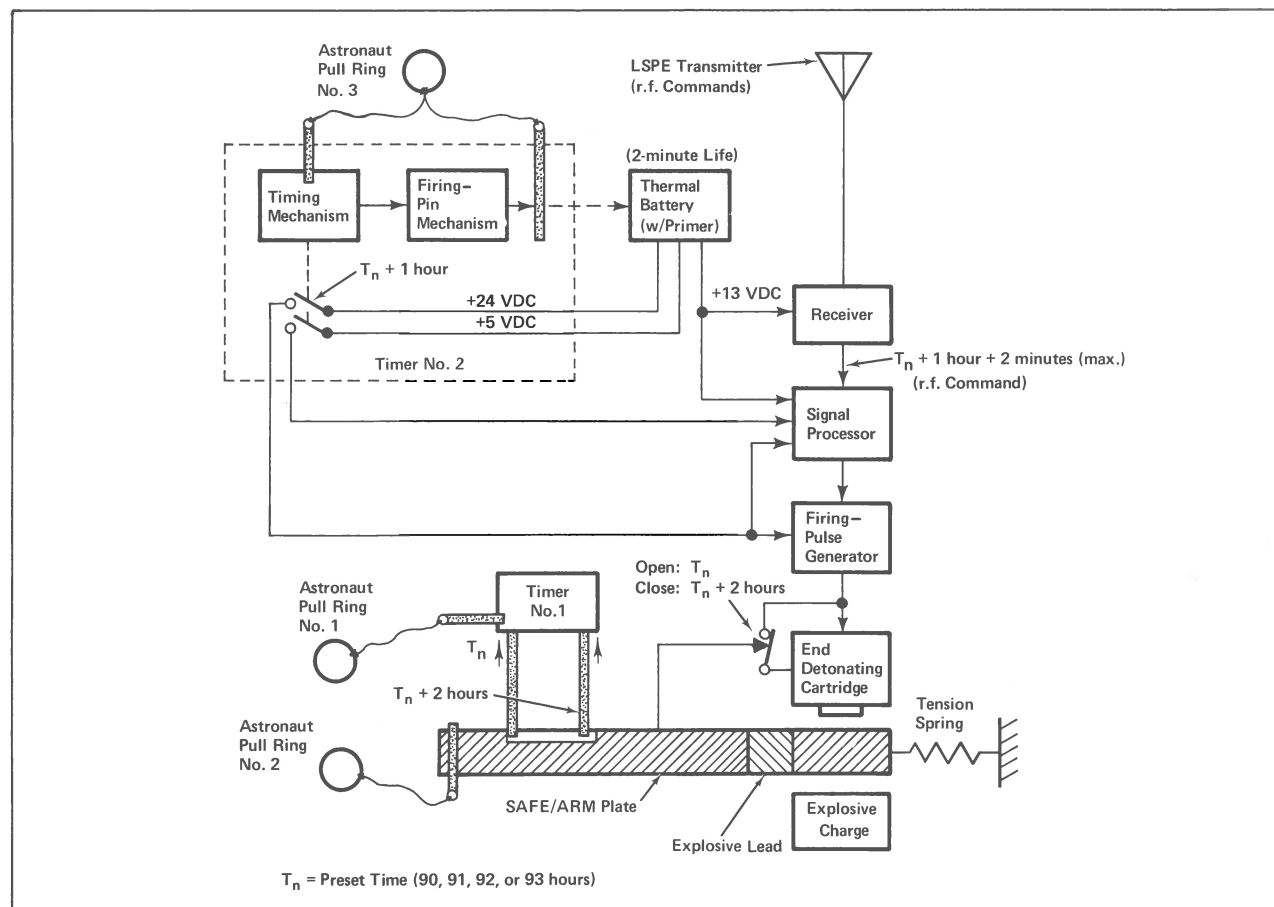 Astronaut
Pull Ring
No. 3
LSPE Transmitter
(r.f. Commands)
(2-minute Life)
Timing
Mechanism
Firing–
Pin
Mechanism
Thermal
Battery
(w/Primer)
Tn + 1 hour
+24 VDC
+5 VDC
+13 VDC
Receiver
Timer No. 2
Tn + 1 hour + 2 minutes (max.)
(r.f. Command)
Signal
Processor
Firing–
Pulse
Generator
Open: Tn
Close: Tn + 2 hours
Astronaut
Pull Ring
No. 1
Timer
No.1
Tn
Tn + 2 hours
End
Detonating
Cartridge
Tension
Spring
Astronaut
Pull Ring
No. 2
SAFE/ARM Plate
Explosive Lead
Explosive
Charge
Tn = Preset Time (90, 91, 92, or 93 hours)